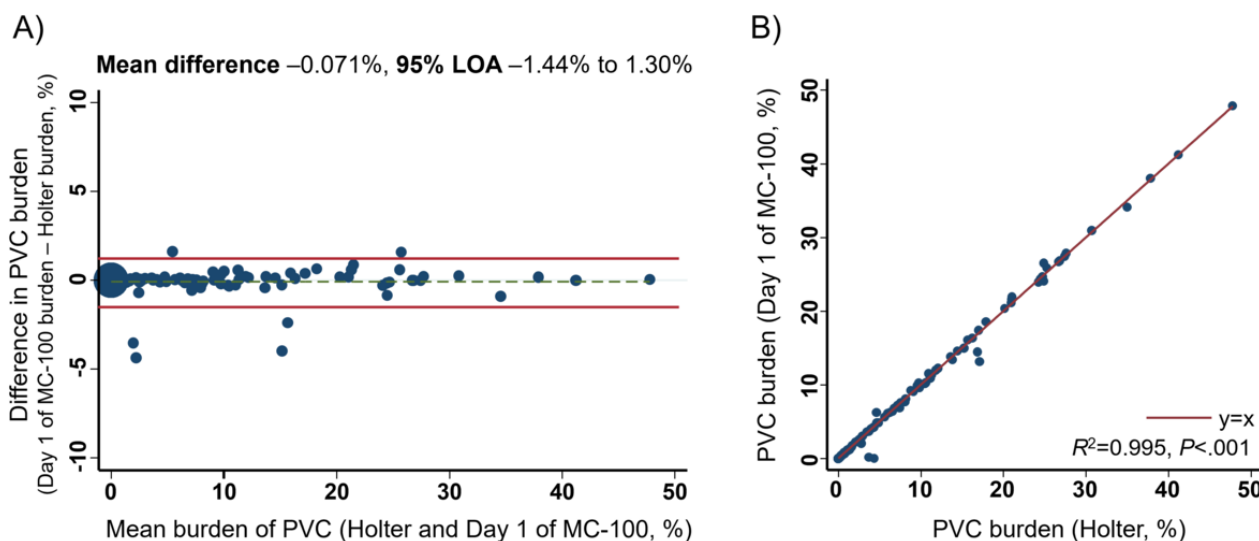 A)
Mean difference –0.071%, 95% LOA –1.44% to 1.30%
Difference in PVC burden
(Day 1 of MC-100 burden – Holter burden, %)
10
5
0
-5
-10
0 10 20 30 40 50
Mean burden of PVC (Holter and Day 1 of MC-100, %)
B)
PVC burden
(Day 1 of MC-100, %)
50
40
30
20
10
0
y=x
R²=0.995, P<.001
0 10 20 30 40 50
PVC burden (Holter, %)